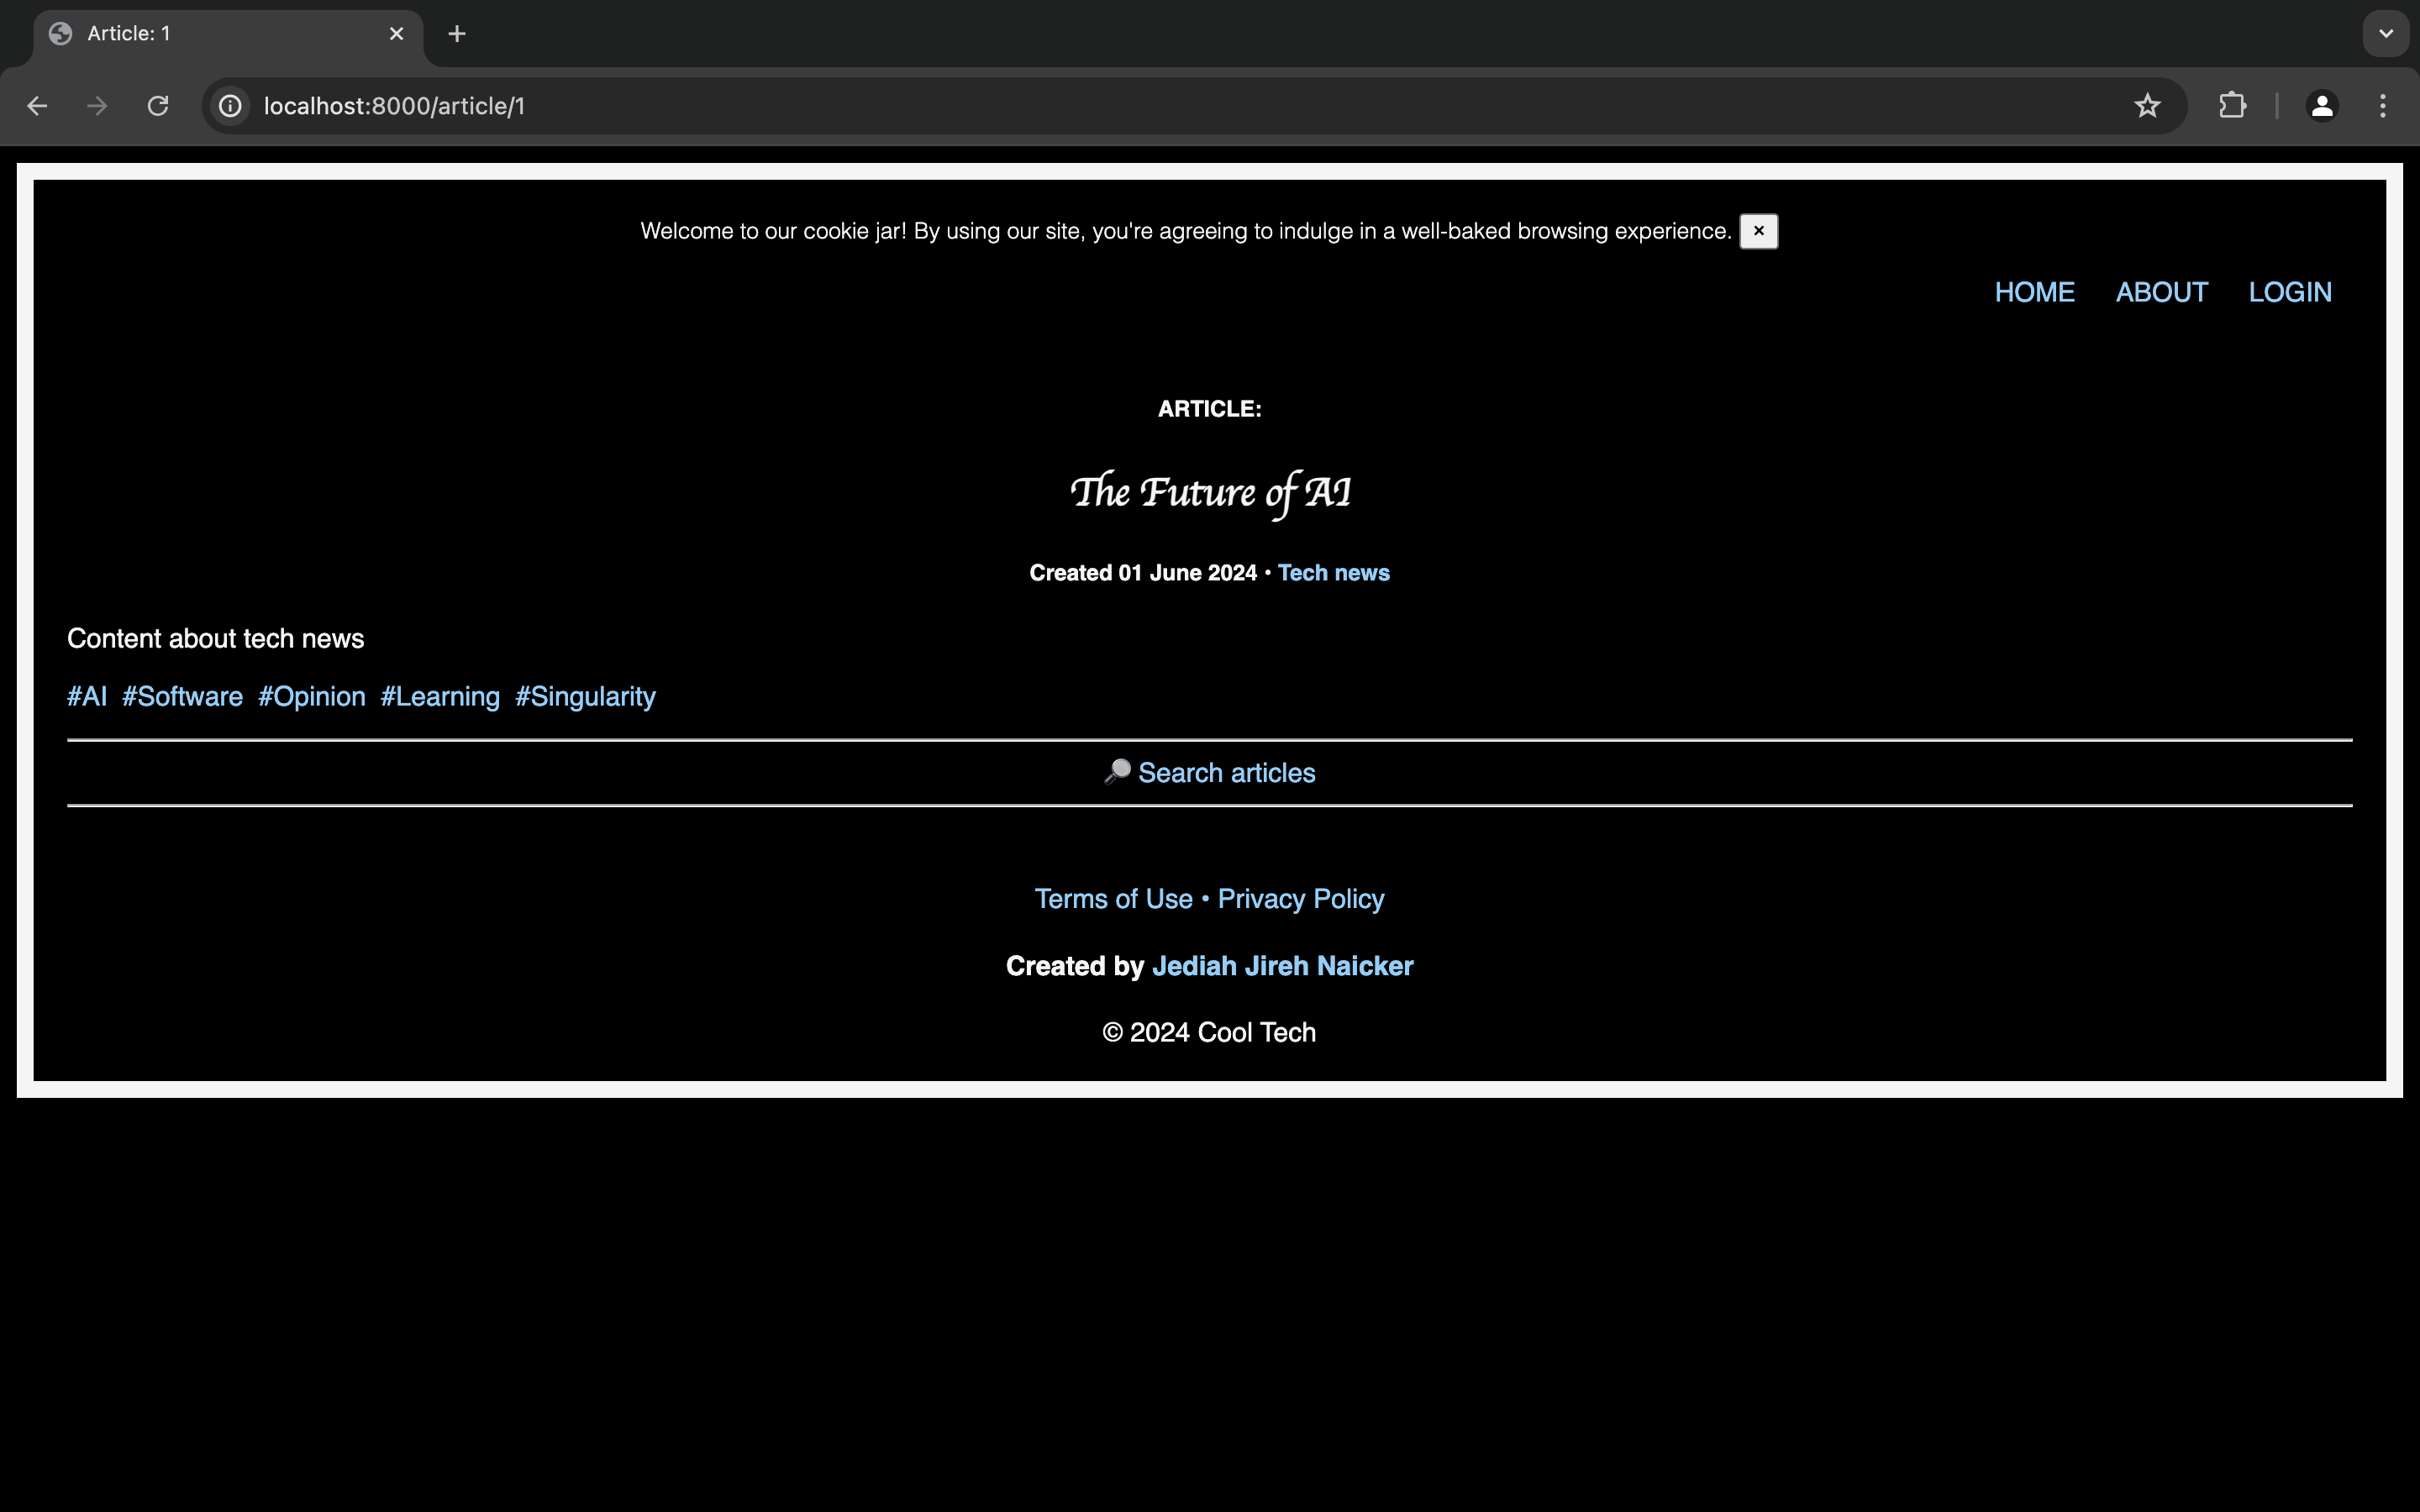 Article: 1
localhost:8000/article/1
Welcome to our cookie jar! By using our site, you're agreeing to indulge in a well-baked browsing experience. ×
HOME ABOUT LOGIN
ARTICLE:
The Future of AI
Created 01 June 2024 • Tech news
Content about tech news
#AI #Software #Opinion #Learning #Singularity
🔎 Search articles
Terms of Use • Privacy Policy
Created by Jediah Jireh Naicker
© 2024 Cool Tech